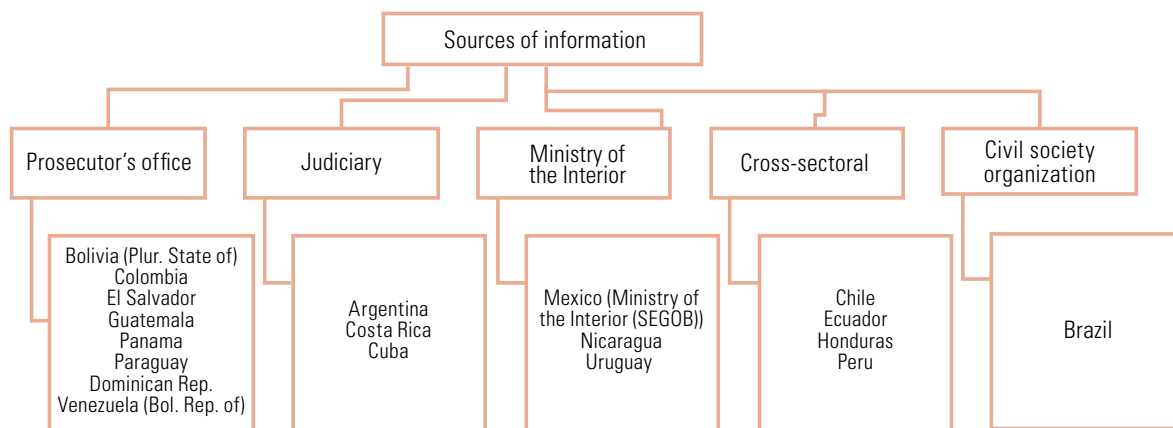 Sources of information
Prosecutor's office
Judiciary
Ministry of
the Interior
Cross-sectoral
Civil society
organization
Bolivia (Plur. State of)
Colombia
El Salvador
Guatemala
Panama
Paraguay
Dominican Rep.
Venezuela (Bol. Rep. of)
Argentina
Costa Rica
Cuba
Mexico (Ministry of
the Interior (SEGOB))
Nicaragua
Uruguay
Chile
Ecuador
Honduras
Peru
Brazil